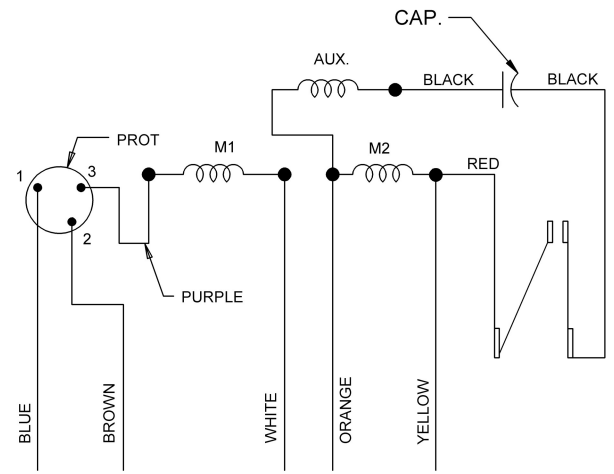 CAP.
AUX.
BLACK
BLACK
PROT
M1
M2
RED
1
3
2
PURPLE
BLUE
BROWN
WHITE
ORANGE
YELLOW